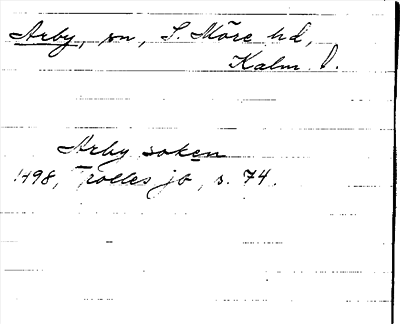 Arby, sn, S. Möre hd,
Kalm. l.
Arby soken
1498, Trolles jb, s. 74.